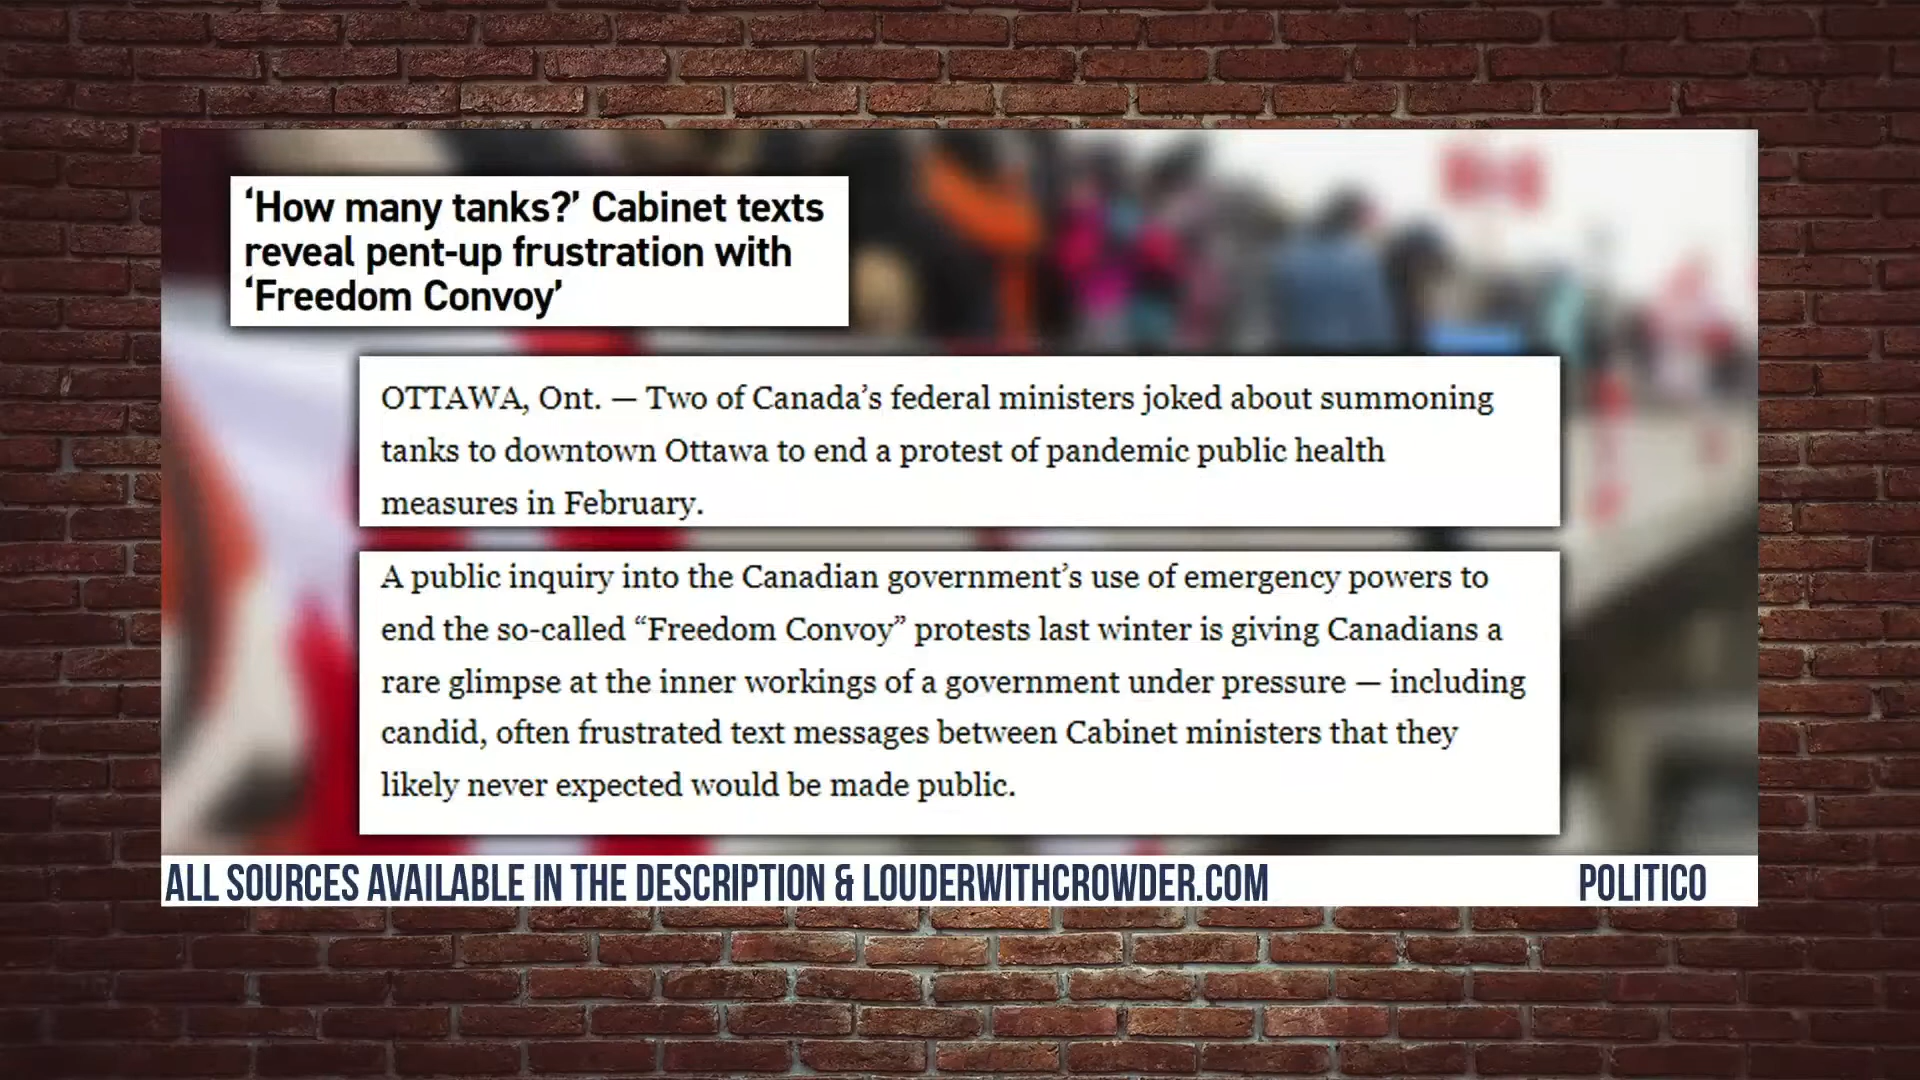 ‘How many tanks?’ Cabinet texts
reveal pent-up frustration with
‘Freedom Convoy’
OTTAWA, Ont. — Two of Canada’s federal ministers joked about summoning
tanks to downtown Ottawa to end a protest of pandemic public health
measures in February.
A public inquiry into the Canadian government’s use of emergency powers to
end the so-called “Freedom Convoy” protests last winter is giving Canadians a
rare glimpse at the inner workings of a government under pressure — including
candid, often frustrated text messages between Cabinet ministers that they
likely never expected would be made public.
ALL SOURCES AVAILABLE IN THE DESCRIPTION & LOUDERWITHCROWDER.COM
POLITICO